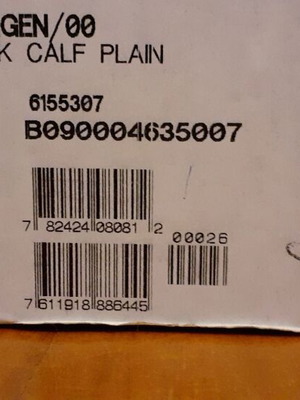 GEN/00
K CALF PLAIN
6155307
B090004635007
7 82424 08081 2
00026
7 611918 886445